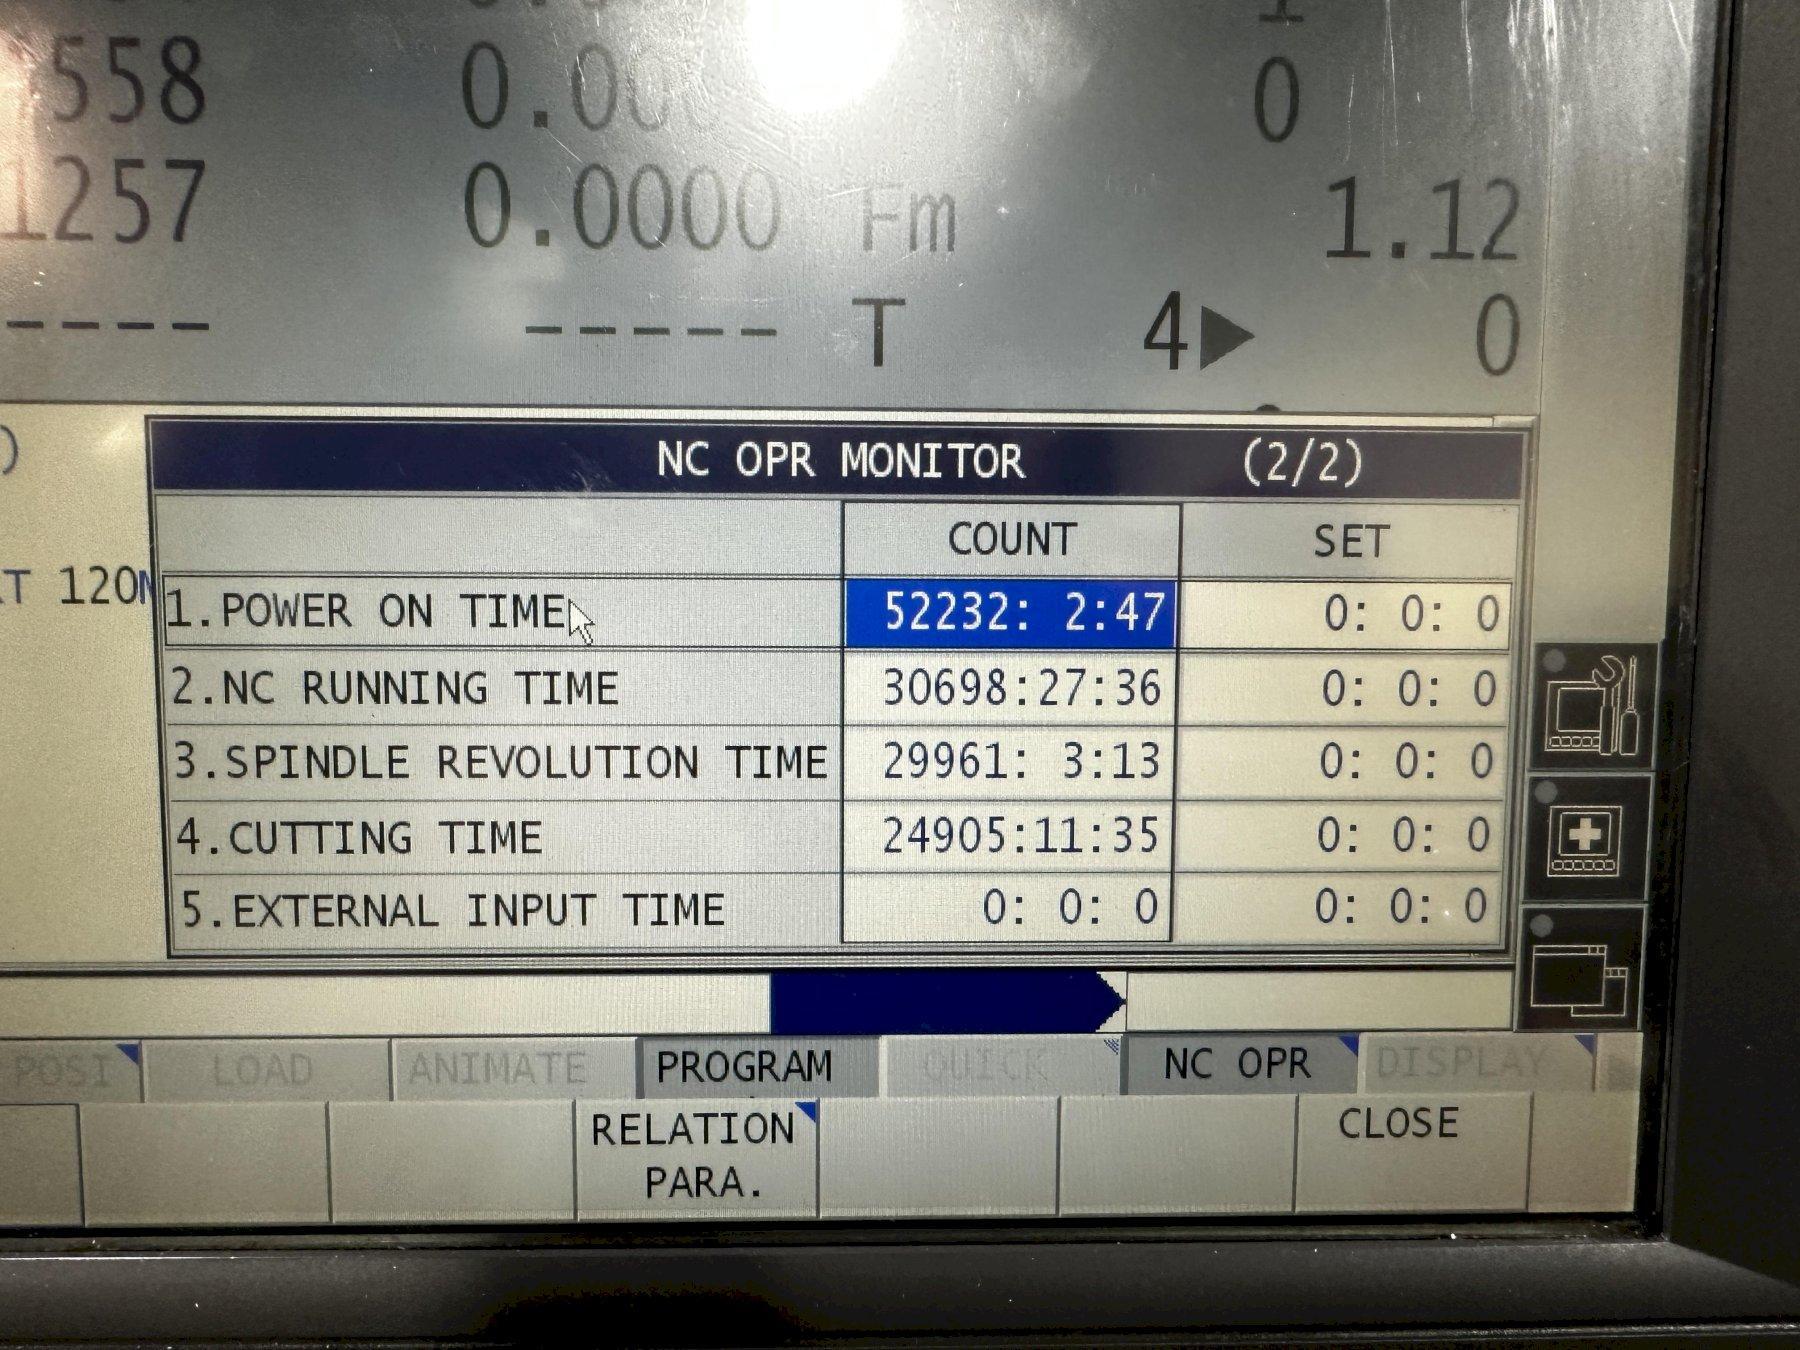 558 0.00 0
1257 0.0000 Fm 1.12
----- ----- T 4▶ 0
)
NC OPR MONITOR (2/2)
COUNT SET
T 120
1.POWER ON TIME 52232: 2:47 0: 0: 0
2.NC RUNNING TIME 30698:27:36 0: 0: 0
3.SPINDLE REVOLUTION TIME 29961: 3:13 0: 0: 0
4.CUTTING TIME 24905:11:35 0: 0: 0
5.EXTERNAL INPUT TIME 0: 0: 0 0: 0: 0
POSI LOAD ANIMATE PROGRAM QUICK NC OPR DISPLAY
RELATION CLOSE
PARA.